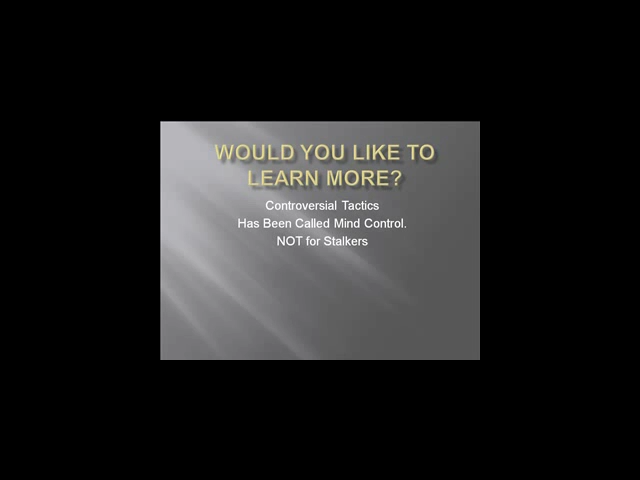 WOULD YOU LIKE TO
LEARN MORE?
Controversial Tactics
Has Been Called Mind Control.
NOT for Stalkers